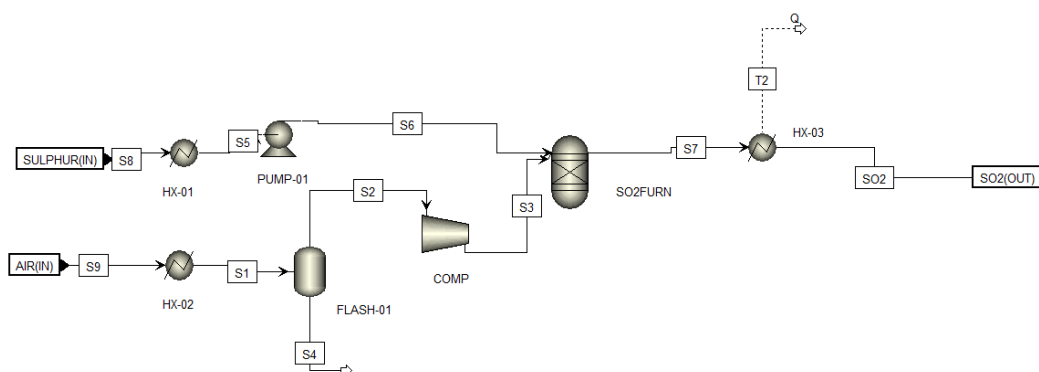 Q
T2
S6
SULPHUR(IN)
S8
S5
S7
HX-03
HX-01
PUMP-01
S2
S3
SO2FURN
SO2
SO2(OUT)
AIR(IN)
S9
S1
COMP
HX-02
FLASH-01
S4